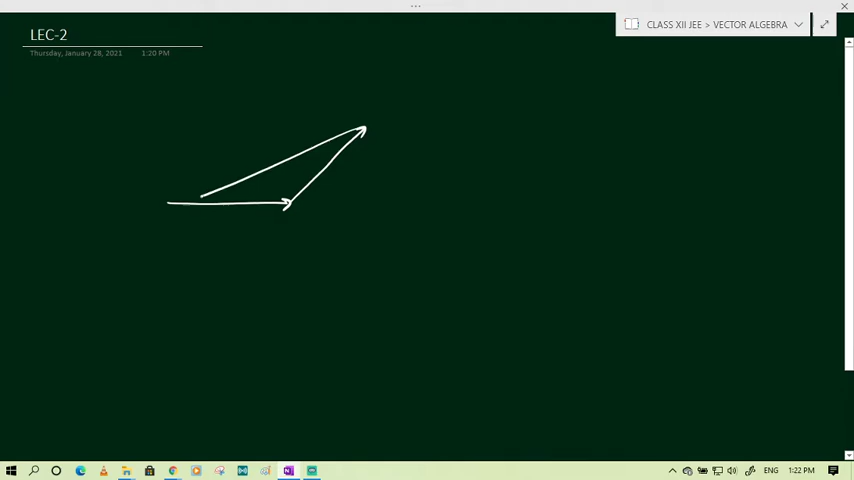 CLASS XII JEE > VECTOR ALGEBRA
LEC-2
Thursday, January 28, 2021 1:20 PM
ENG 1:22 PM